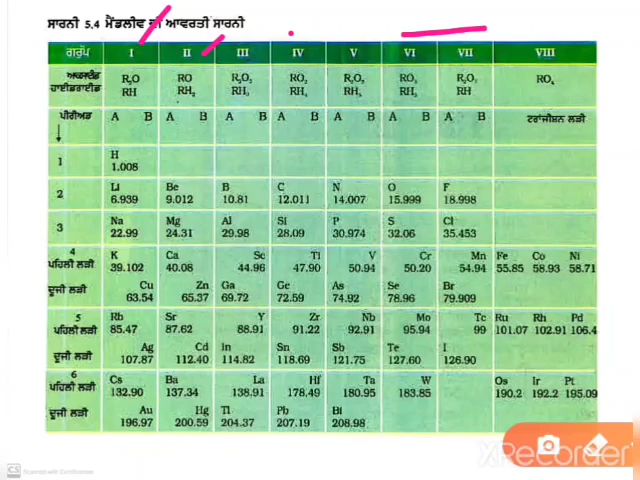 ਸਾਰਨੀ 5.4 ਮੈਂਡਲੀਵ ਦੀ ਆਵਰਤੀ ਸਾਰਨੀ
ਗਰੁੱਪ I II III IV V VI VII VIII
ਆਕਸਾਈਡ R₂O RO R₂O₃ RO₂ R₂O₅ RO₃ R₂O₇ RO₄
ਹਾਈਡਰਾਈਡ RH RH₂ RH₃ RH₄ RH₃ RH₂ RH
ਪੀਰੀਅਡ A B A B A B A B A B A B A B ਟਰਾਂਜੀਸ਼ਨ ਲੜੀ
↓
1 H
1.008
2 Li Be B C N O F
6.939 9.012 10.81 12.011 14.007 15.999 18.998
3 Na Mg Al Si P S Cl
22.99 24.31 29.98 28.09 30.974 32.06 35.453
4 K Ca Sc Ti V Cr Mn Fe Co Ni
ਪਹਿਲੀ ਲੜੀ 39.102 40.08 44.96 47.90 50.94 50.20 54.94 55.85 58.93 58.71
ਦੂਜੀ ਲੜੀ Cu Zn Ga Ge As Se Br
63.54 65.37 69.72 72.59 74.92 78.96 79.909
5 Rb Sr Y Zr Nb Mo Tc Ru Rh Pd
ਪਹਿਲੀ ਲੜੀ 85.47 87.62 88.91 91.22 92.91 95.94 99 101.07 102.91 106.4
ਦੂਜੀ ਲੜੀ Ag Cd In Sn Sb Te I
107.87 112.40 114.82 118.69 121.75 127.60 126.90
6 Cs Ba La Hf Ta W Os Ir Pt
ਪਹਿਲੀ ਲੜੀ 132.90 137.34 138.91 178.49 180.95 183.85 190.2 192.2 195.09
ਦੂਜੀ ਲੜੀ Au Hg Tl Pb Bi
196.97 200.59 204.37 207.19 208.98
XRecorder
CS Scanned with CamScanner